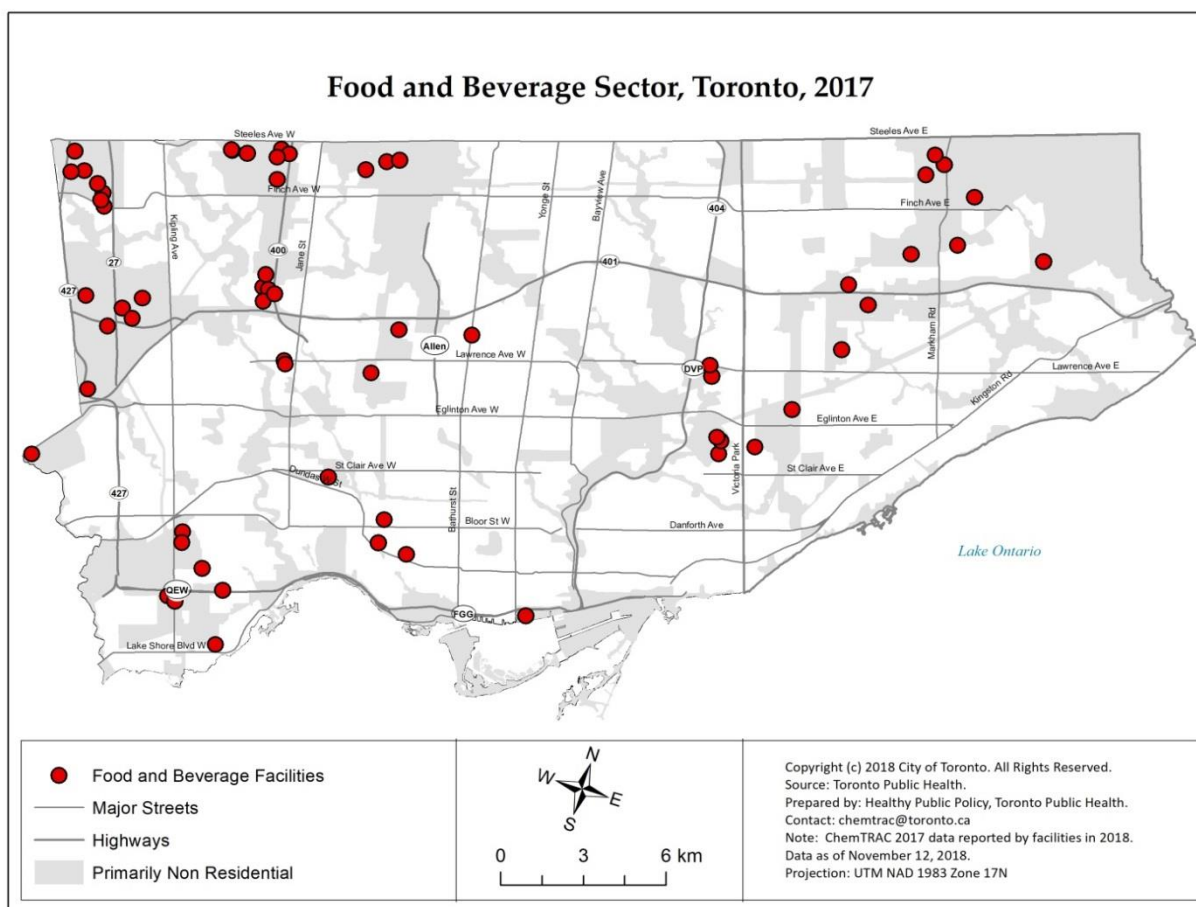 Food and Beverage Sector, Toronto, 2017
Steeles Ave W
Steeles Ave E
Finch Ave W
Finch Ave E
Kipling Ave
Jane St
Yonge St
Bayview Ave
404
27
400
401
427
Markham Rd
Allen
Lawrence Ave W
DVP
Lawrence Ave E
Kingston Rd
Eglinton Ave W
Eglinton Ave E
St Clair Ave W
Victoria Park
St Clair Ave E
427
Bathurst St
Bloor St W
Danforth Ave
Lake Ontario
QEW
FGG
Lake Shore Blvd W
Food and Beverage Facilities
Major Streets
Highways
Primarily Non Residential
N
W
E
S
0 3 6 km
Copyright (c) 2018 City of Toronto. All Rights Reserved.
Source: Toronto Public Health.
Prepared by: Healthy Public Policy, Toronto Public Health.
Contact: chemtrac@toronto.ca
Note: ChemTRAC 2017 data reported by facilities in 2018.
Data as of November 12, 2018.
Projection: UTM NAD 1983 Zone 17N